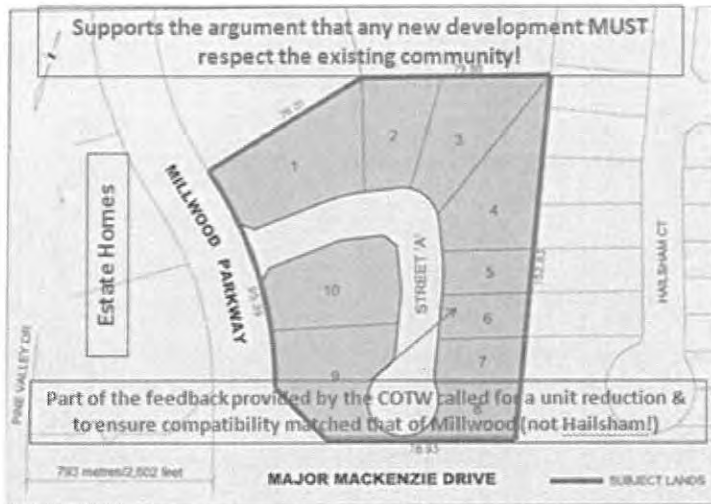 Supports the argument that any new development MUST
respect the existing community!
1
2
3
4
5
6
7
8
9
10
Estate Homes
MILLWOOD PARKWAY
STREET 'A'
HAILSHAM CT
PINE VALLEY DR
Part of the feedback provided by the COTW called for a unit reduction &
to ensure compatibility matched that of Millwood (not Hailsham!)
78.93
793 metres/2,602 feet
MAJOR MACKENZIE DRIVE
SUBJECT LANDS